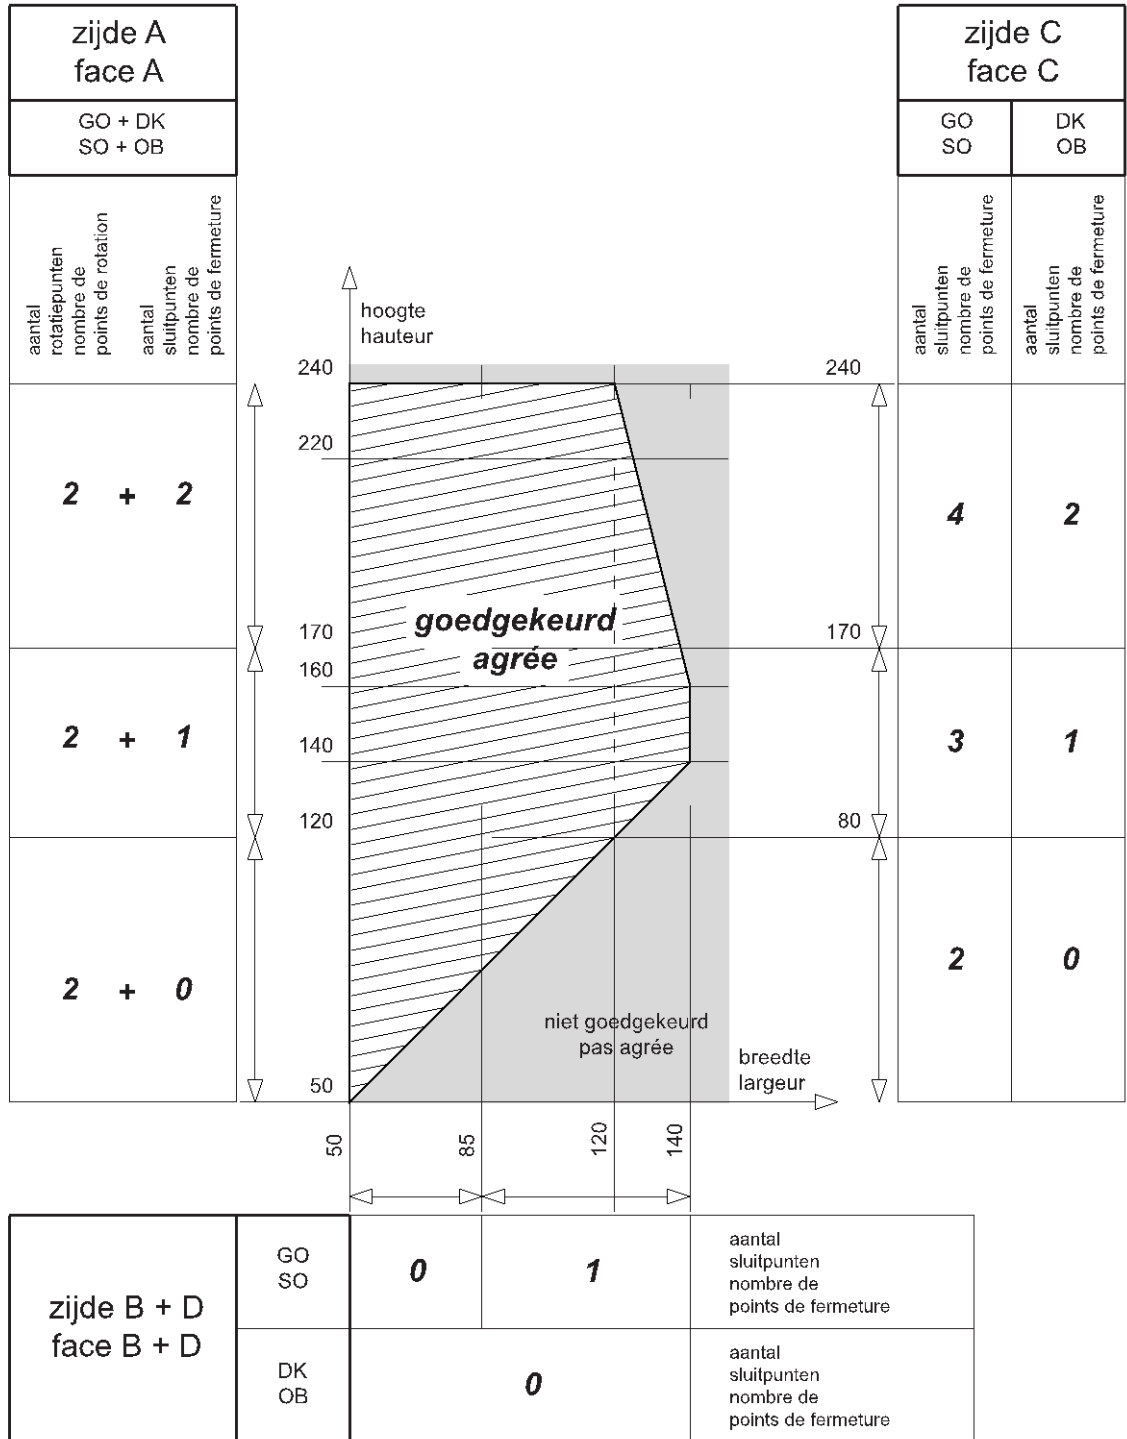 zijde A
face A
GO + DK
SO + OB
aantal
rotatiepunten
nombre de
points de rotation
aantal
sluitpunten
nombre de
points de fermeture
2 + 2
2 + 1
2 + 0
hoogte
hauteur
240
220
170
160
140
120
50
goedgekeurd
agrée
niet goedgekeurd
pas agrée
breedte
largeur
50
85
120
140
240
170
80
zijde C
face C
GO
SO
DK
OB
aantal
sluitpunten
nombre de
points de fermeture
aantal
sluitpunten
nombre de
points de fermeture
4 2
3 1
2 0
zijde B + D
face B + D
GO
SO
0 1
aantal
sluitpunten
nombre de
points de fermeture
DK
OB
0
aantal
sluitpunten
nombre de
points de fermeture